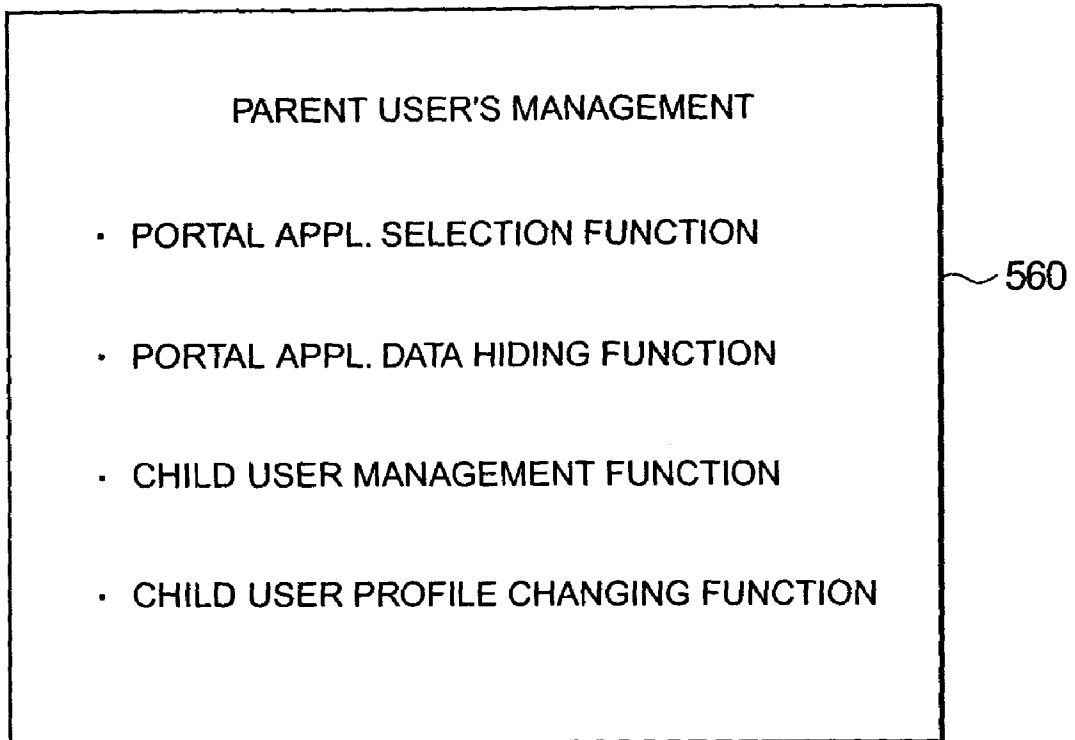 PARENT USER'S MANAGEMENT
· PORTAL APPL. SELECTION FUNCTION
560
· PORTAL APPL. DATA HIDING FUNCTION
· CHILD USER MANAGEMENT FUNCTION
· CHILD USER PROFILE CHANGING FUNCTION